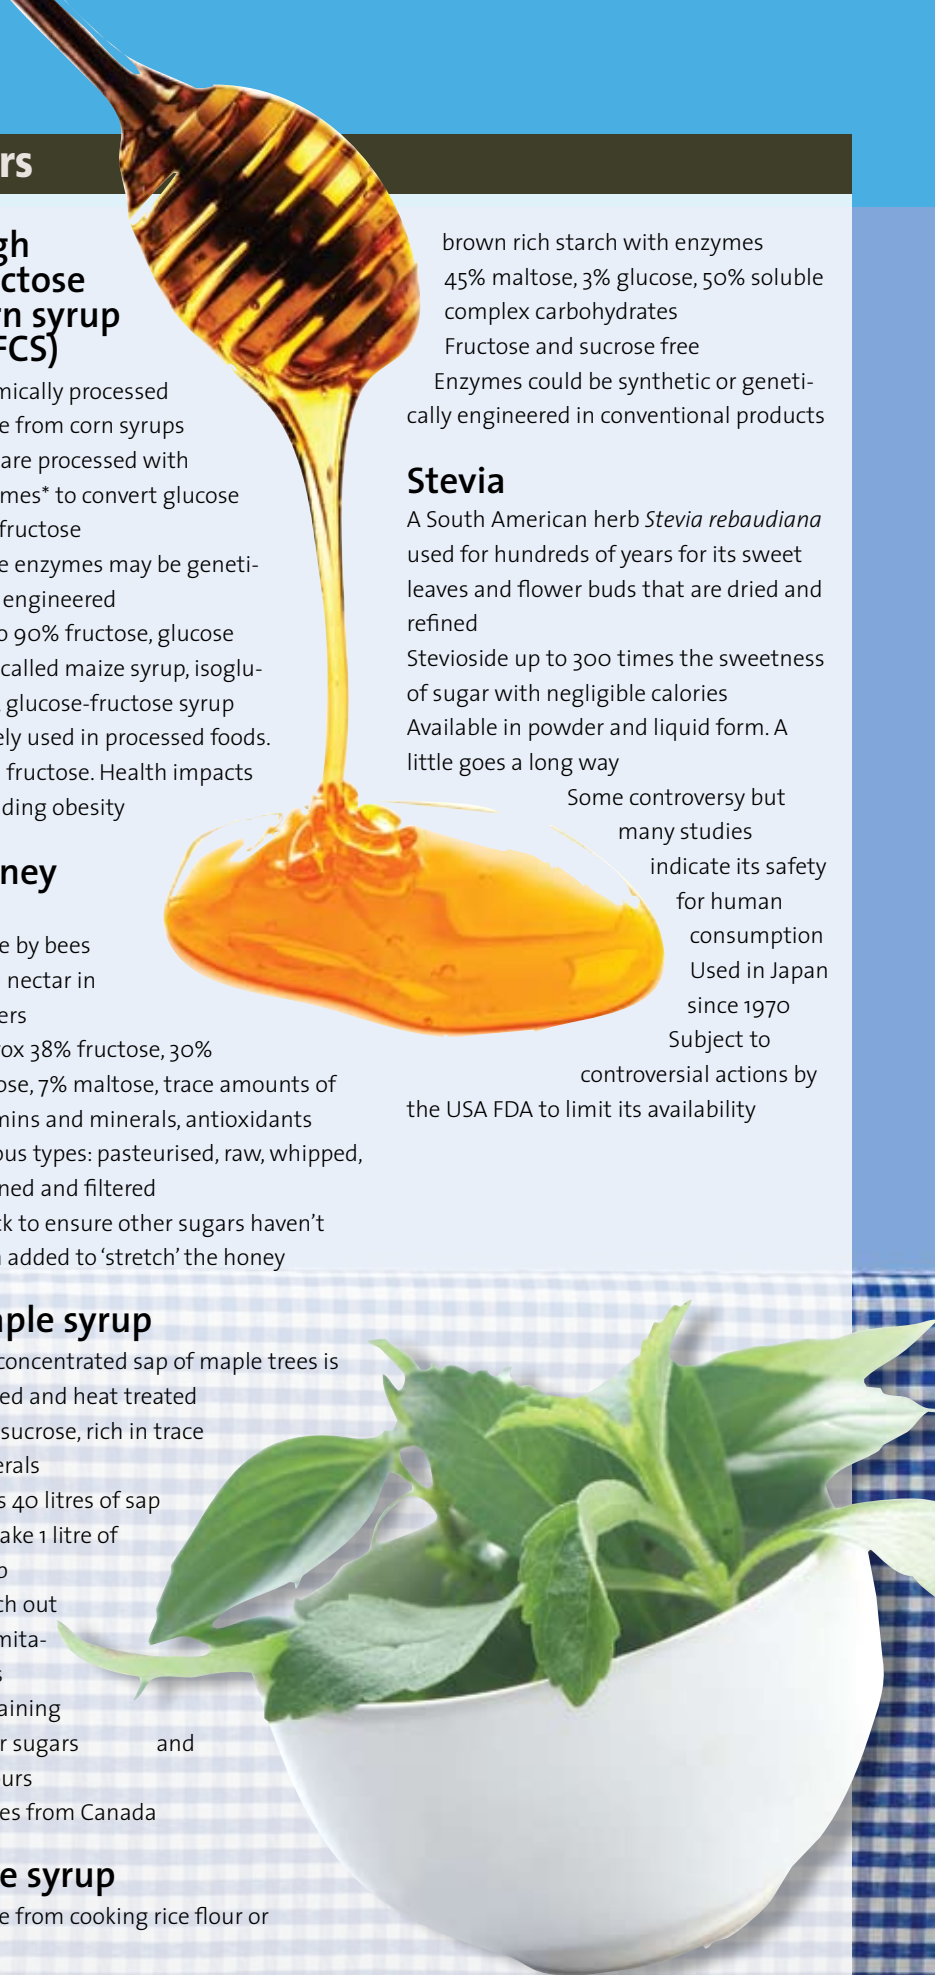 rs
gh
ctose
rn syrup
FCS)
mically processed
e from corn syrups
are processed with
mes* to convert glucose
fructose
e enzymes may be geneti-
engineered
o 90% fructose, glucose
called maize syrup, isoglu-
, glucose-fructose syrup
ely used in processed foods.
fructose. Health impacts
ding obesity
ney
e by bees
nectar in
ers
ox 38% fructose, 30%
ose, 7% maltose, trace amounts of
mins and minerals, antioxidants
ous types: pasteurised, raw, whipped,
ned and filtered
ck to ensure other sugars haven’t
n added to ‘stretch’ the honey
aple syrup
concentrated sap of maple trees is
ed and heat treated
sucrose, rich in trace
erals
s 40 litres of sap
ake 1 litre of
p
ch out
mita-
s
aining
r sugars and
urs
es from Canada
e syrup
e from cooking rice flour or
brown rich starch with enzymes
45% maltose, 3% glucose, 50% soluble
complex carbohydrates
Fructose and sucrose free
Enzymes could be synthetic or geneti-
cally engineered in conventional products
Stevia
A South American herb Stevia rebaudiana
used for hundreds of years for its sweet
leaves and flower buds that are dried and
refined
Stevioside up to 300 times the sweetness
of sugar with negligible calories
Available in powder and liquid form. A
little goes a long way
Some controversy but
many studies
indicate its safety
for human
consumption
Used in Japan
since 1970
Subject to
controversial actions by
the USA FDA to limit its availability